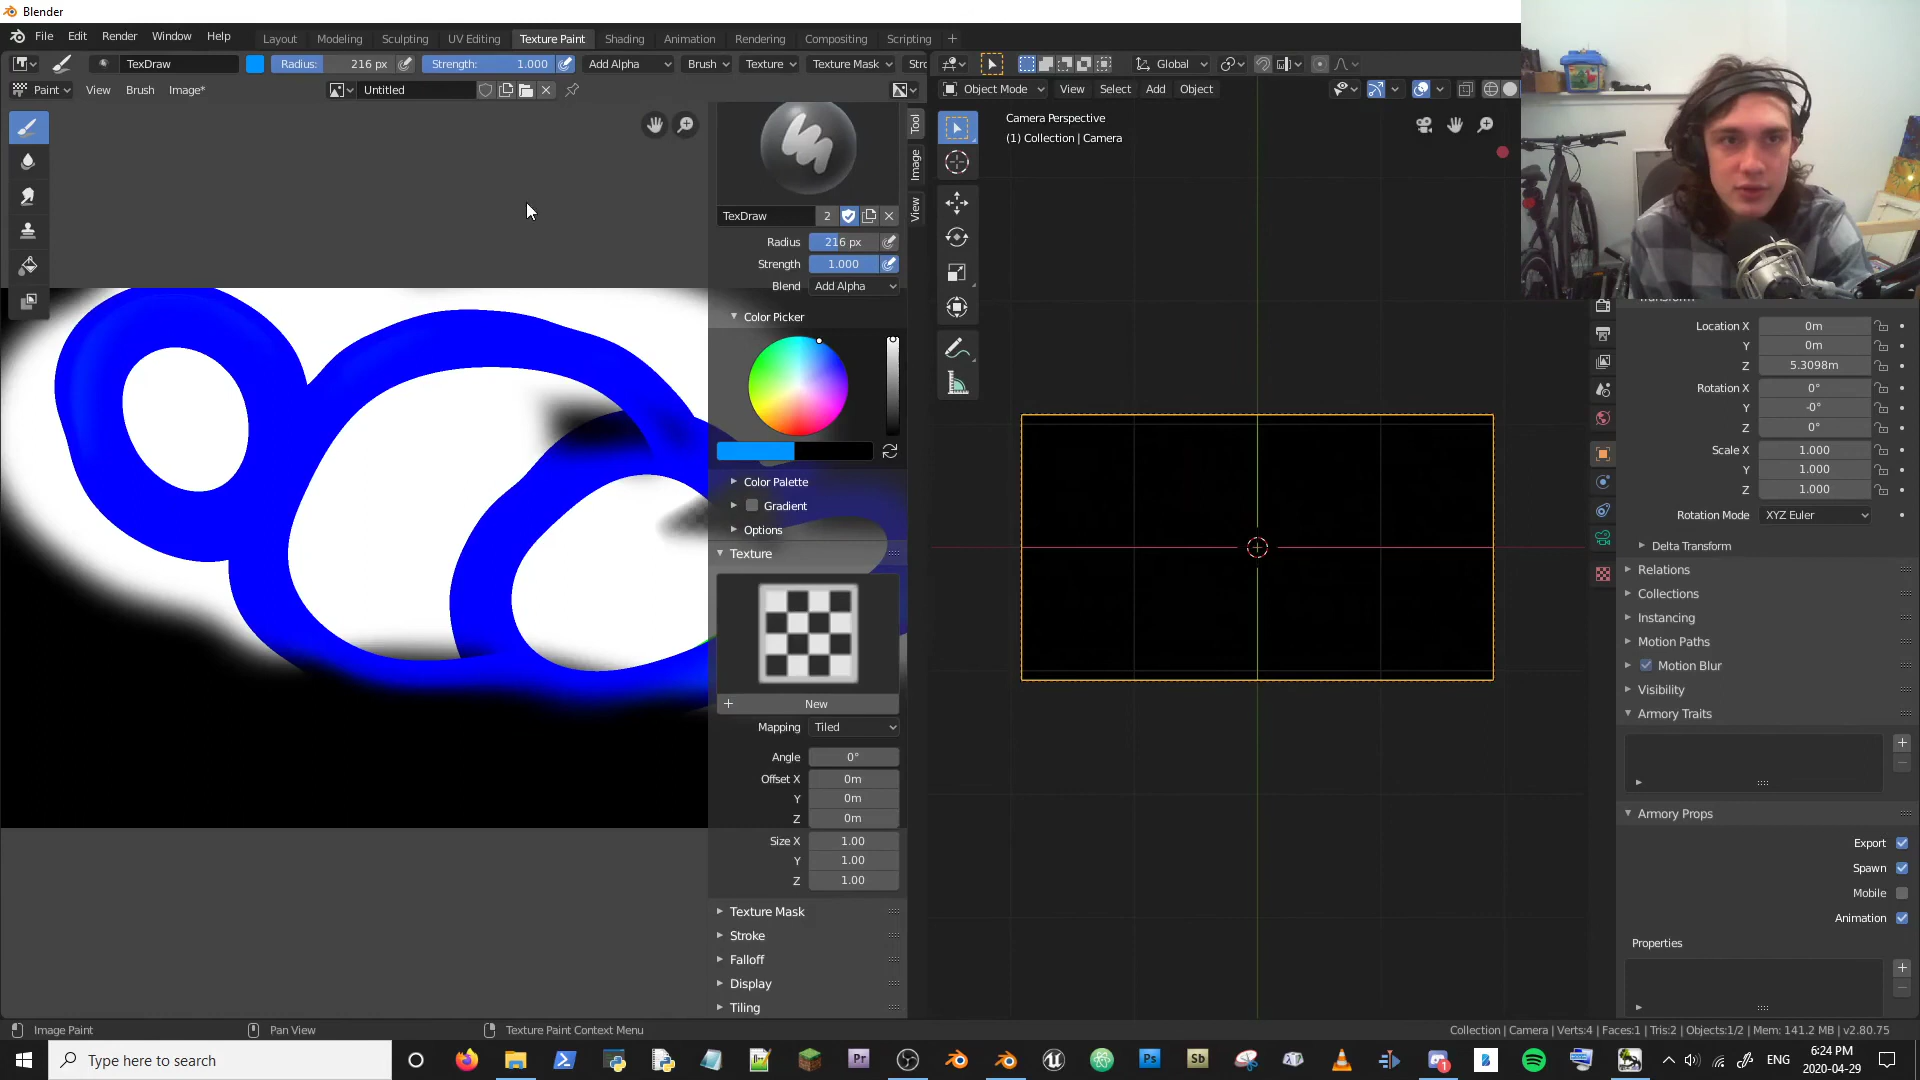 Blender
File Edit Render Window Help
Layout Modeling Sculpting UV Editing Texture Paint Shading Animation Rendering Compositing Scripting +
TexDraw Radius: 216 px Strength: 1.000 Add Alpha Brush Texture Texture Mask Str
Global
Paint View Brush Image* Untitled
Object Mode View Select Add Object
Tool
Image
View
Camera Perspective
(1) Collection | Camera
TexDraw 2
Radius 216 px
Strength 1.000
Blend Add Alpha
Color Picker
Color Palette
Gradient
Options
Texture
New
Mapping Tiled
Angle 0°
Offset X 0m
Y 0m
Z 0m
Size X 1.00
Y 1.00
Z 1.00
Texture Mask
Stroke
Falloff
Display
Tiling
Transform
Location X 0m
Y 0m
Z 5.3098m
Rotation X 0°
Y -0°
Z 0°
Scale X 1.000
Y 1.000
Z 1.000
Rotation Mode XYZ Euler
Delta Transform
Relations
Collections
Instancing
Motion Paths
Motion Blur
Visibility
Armory Traits
Armory Props
Export
Spawn
Mobile
Animation
Properties
Image Paint Pan View Texture Paint Context Menu
Collection | Camera | Verts:4 | Faces:1 | Tris:2 | Objects:1/2 | Mem: 141.2 MB | v2.80.75
Type here to search
Pr
Ps
Sb
B
1
ENG
6:24 PM
2020-04-29